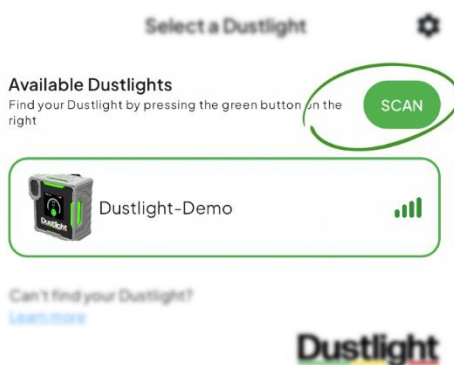 Select a Dustlight
Available Dustlights
Find your Dustlight by pressing the green button on the
right
SCAN
Dustlight
Dustlight-Demo
Can't find your Dustlight?
Learn more
Dustlight